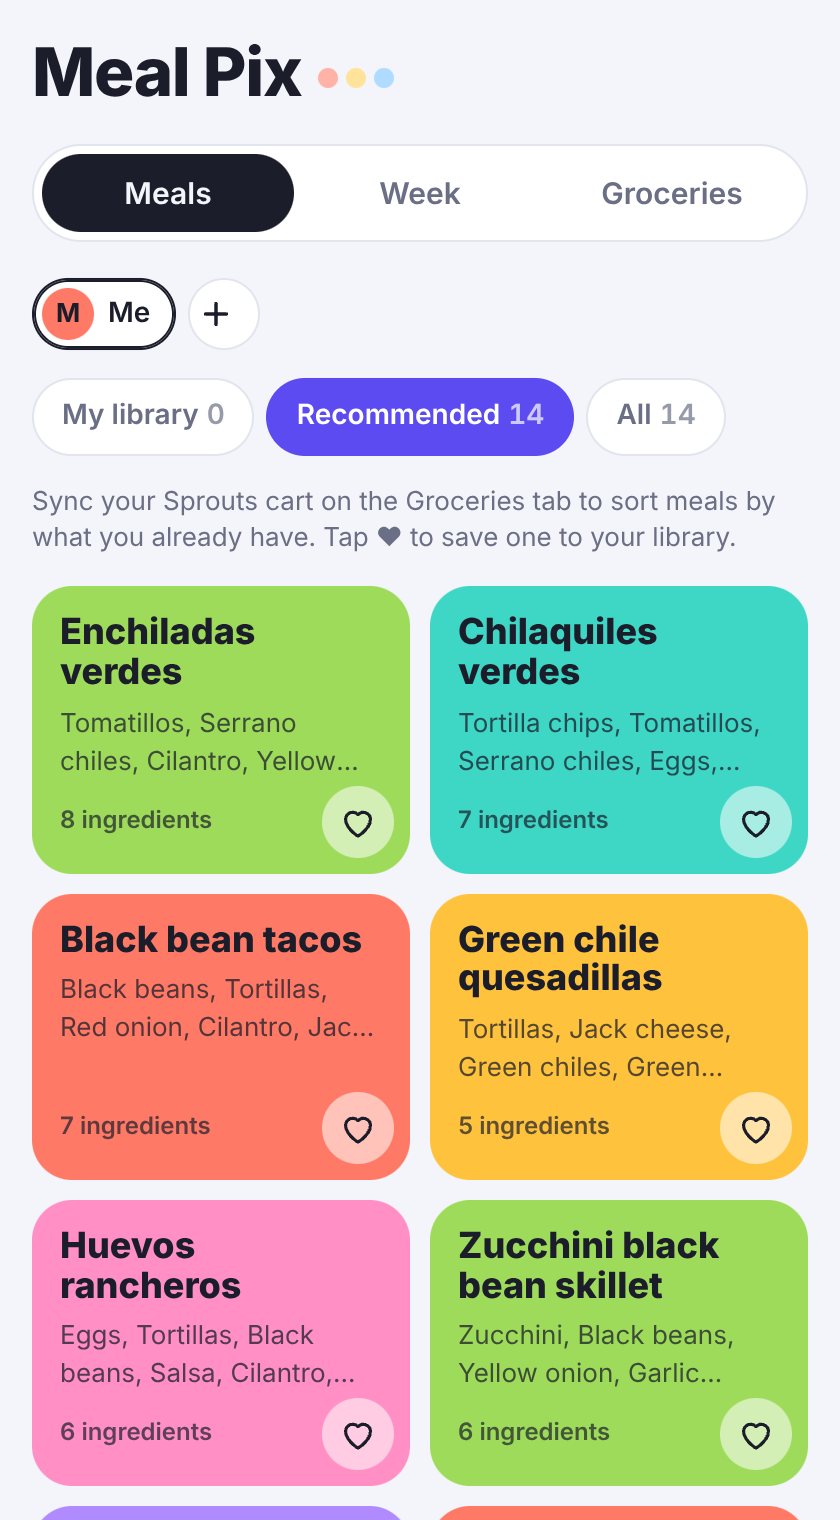 Meal Pix
Meals Week Groceries
M Me +
My library 0 Recommended 14 All 14
Sync your Sprouts cart on the Groceries tab to sort meals by
what you already have. Tap ♥ to save one to your library.
Enchiladas
verdes
Tomatillos, Serrano
chiles, Cilantro, Yellow...
8 ingredients
Chilaquiles
verdes
Tortilla chips, Tomatillos,
Serrano chiles, Eggs,...
7 ingredients
Black bean tacos
Black beans, Tortillas,
Red onion, Cilantro, Jac...
7 ingredients
Green chile
quesadillas
Tortillas, Jack cheese,
Green chiles, Green...
5 ingredients
Huevos
rancheros
Eggs, Tortillas, Black
beans, Salsa, Cilantro,...
6 ingredients
Zucchini black
bean skillet
Zucchini, Black beans,
Yellow onion, Garlic...
6 ingredients